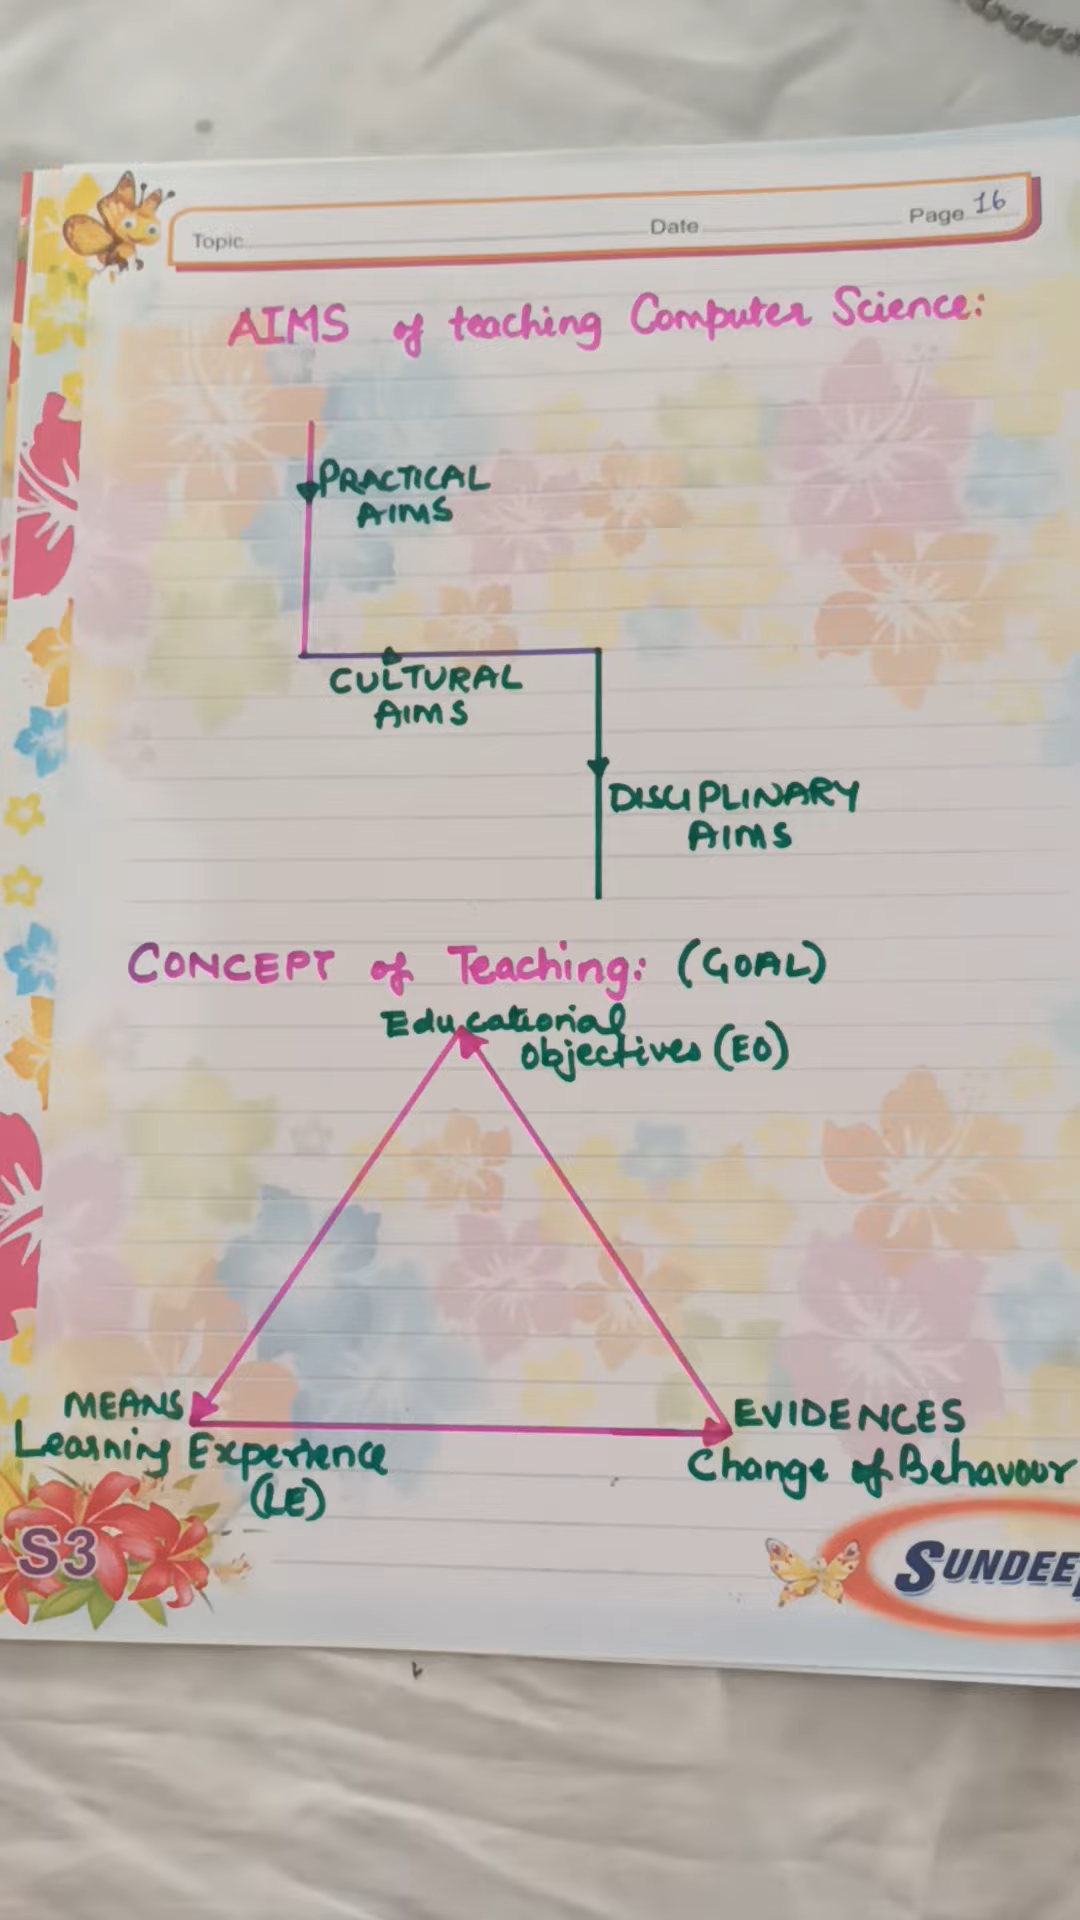 Topic Date Page 16
AIMS of teaching Computer Science:
PRACTICAL
AIMS
CULTURAL
AIMS
DISCIPLINARY
AIMS
CONCEPT of Teaching: (GOAL)
Educational
Objectives (EO)
MEANS
Learning Experience
(LE)
EVIDENCES
Change of Behavour
S3
SUNDEE